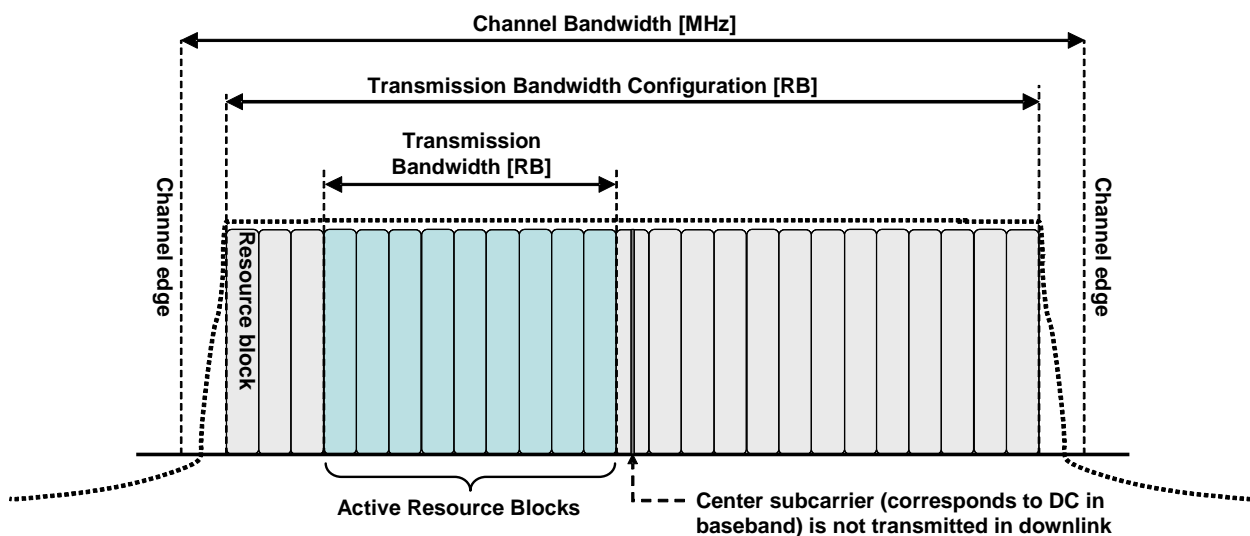 Channel Bandwidth [MHz]
Transmission Bandwidth Configuration [RB]
Transmission
Bandwidth [RB]
Channel edge
Channel edge
Resource block
Active Resource Blocks
Center subcarrier (corresponds to DC in
baseband) is not transmitted in downlink